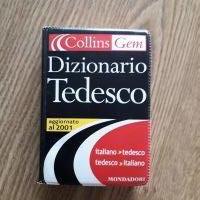 Collins Gem
Dizionario
Tedesco
aggiornato
al 2001
italiano > tedesco
tedesco > italiano
MONDADORI